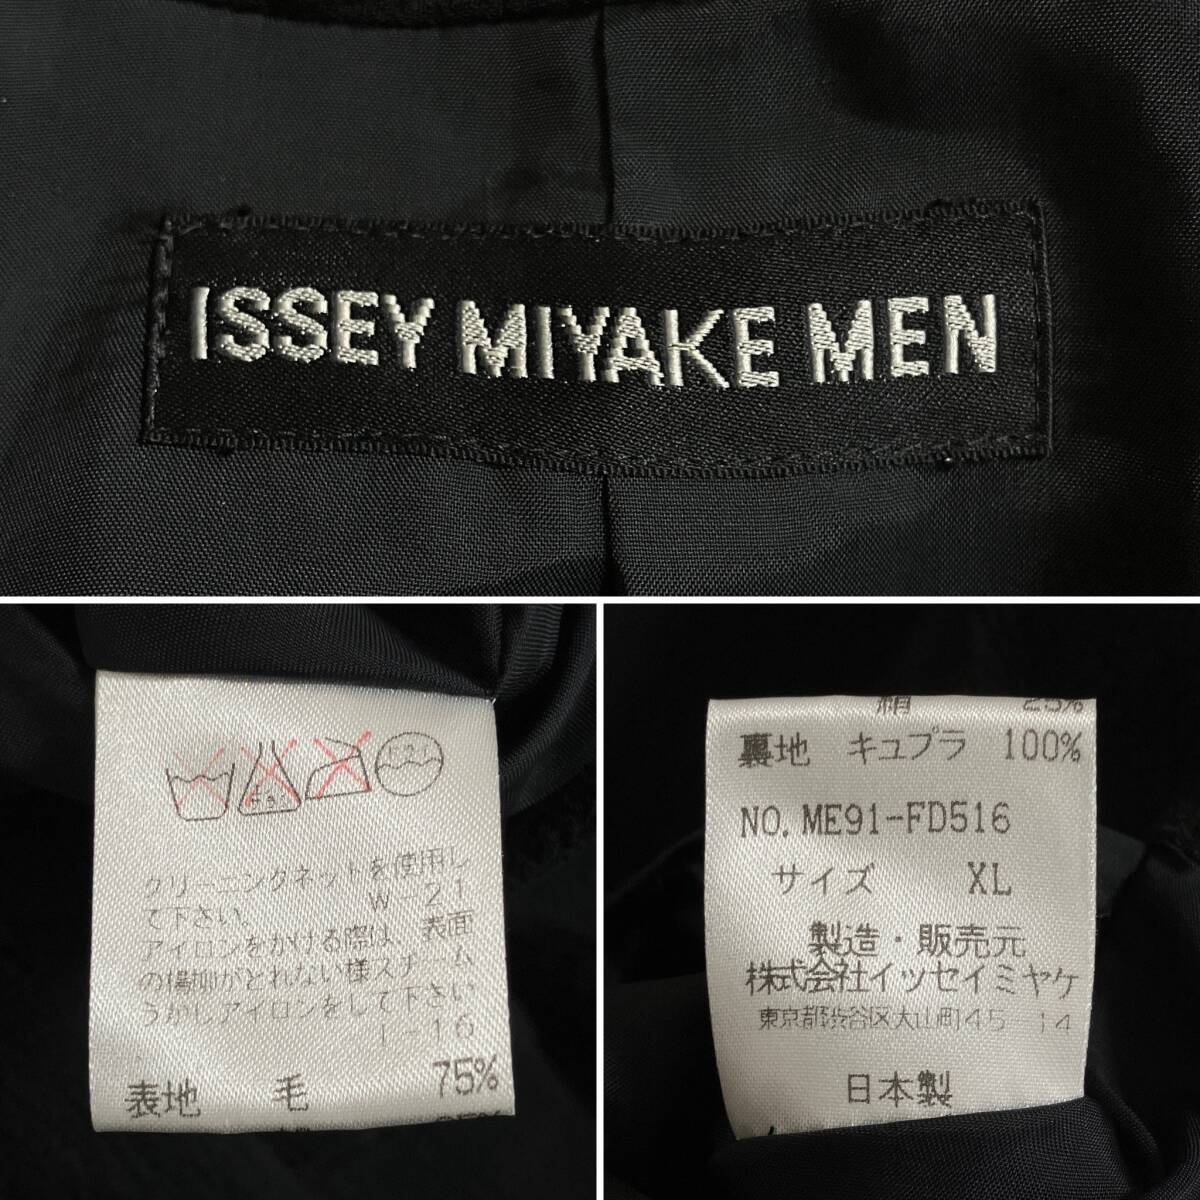 ISSEY MIYAKE MEN
ドライ
クリーニングネットを使用し
て下さい。 W-21
アイロンをかける際は、表面
の楊柳がとれない様スチーム
うかしアイロンをして下さい
I-16
表地 毛 75%
絹 25%
裏地 キュプラ 100%
NO. ME91-FD516
サイズ XL
製造・販売元
株式会社イッセイミヤケ
東京都渋谷区大山町45 14
日本製